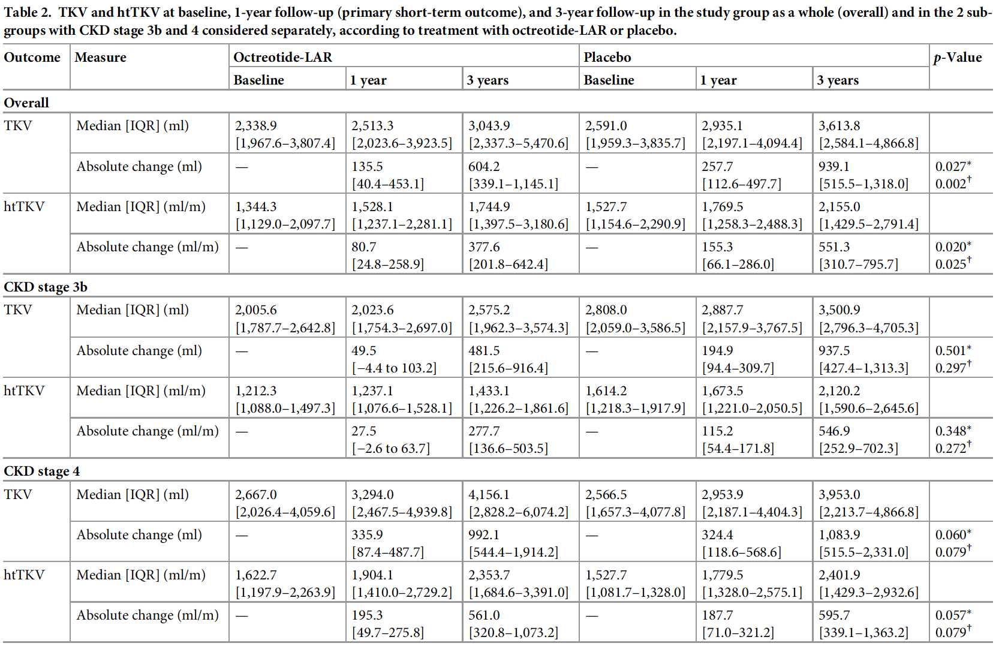 Table 2. TKV and htTKV at baseline, 1-year follow-up (primary short-term outcome), and 3-year follow-up in the study group as a whole (overall) and in the 2 sub-
groups with CKD stage 3b and 4 considered separately, according to treatment with octreotide-LAR or placebo.
Outcome Measure Octreotide-LAR Placebo p-Value
Baseline 1 year 3 years Baseline 1 year 3 years
Overall
TKV Median [IQR] (ml) 2,338.9 2,513.3 3,043.9 2,591.0 2,935.1 3,613.8
[1,967.6–3,807.4] [2,023.6–3,923.5] [2,337.3–5,470.6] [1,959.3–3,835.7] [2,197.1–4,094.4] [2,584.1–4,866.8]
Absolute change (ml) — 135.5 604.2 — 257.7 939.1 0.027*
[40.4–453.1] [339.1–1,145.1] [112.6–497.7] [515.5–1,318.0] 0.002†
htTKV Median [IQR] (ml/m) 1,344.3 1,528.1 1,744.9 1,527.7 1,769.5 2,155.0
[1,129.0–2,097.7] [1,237.1–2,281.1] [1,397.5–3,180.6] [1,154.6–2,290.9] [1,258.3–2,488.3] [1,429.5–2,791.4]
Absolute change (ml/m) — 80.7 377.6 — 155.3 551.3 0.020*
[24.8–258.9] [201.8–642.4] [66.1–286.0] [310.7–795.7] 0.025†
CKD stage 3b
TKV Median [IQR] (ml) 2,005.6 2,023.6 2,575.2 2,808.0 2,887.7 3,500.9
[1,787.7–2,642.8] [1,754.3–2,697.0] [1,962.3–3,574.3] [2,059.0–3,586.5] [2,157.9–3,767.5] [2,796.3–4,705.3]
Absolute change (ml) — 49.5 481.5 — 194.9 937.5 0.501*
[−4.4 to 103.2] [215.6–916.4] [94.4–309.7] [427.4–1,313.3] 0.297†
htTKV Median [IQR] (ml/m) 1,212.3 1,237.1 1,433.1 1,614.2 1,673.5 2,120.2
[1,088.0–1,497.3] [1,076.6–1,528.1] [1,226.2–1,861.6] [1,218.3–1,917.9] [1,221.0–2,050.5] [1,590.6–2,645.6]
Absolute change (ml/m) — 27.5 277.7 — 115.2 546.9 0.348*
[−2.6 to 63.7] [136.6–503.5] [54.4–171.8] [252.9–702.3] 0.272†
CKD stage 4
TKV Median [IQR] (ml) 2,667.0 3,294.0 4,156.1 2,566.5 2,953.9 3,953.0
[2,026.4–4,059.6] [2,467.5–4,939.8] [2,828.2–6,074.2] [1,657.3–4,077.8] [2,187.1–4,404.3] [2,213.7–4,866.8]
Absolute change (ml) — 335.9 992.1 — 324.4 1,083.9 0.060*
[87.4–487.7] [544.4–1,914.2] [118.6–568.6] [515.5–2,331.0] 0.079†
htTKV Median [IQR] (ml/m) 1,622.7 1,904.1 2,353.7 1,527.7 1,779.5 2,401.9
[1,197.9–2,263.9] [1,410.0–2,729.2] [1,684.6–3,391.0] [1,081.7–1,328.0] [1,328.0–2,575.1] [1,429.3–2,932.6]
Absolute change (ml/m) — 195.3 561.0 — 187.7 595.7 0.057*
[49.7–275.8] [320.8–1,073.2] [71.0–321.2] [339.1–1,363.2] 0.079†